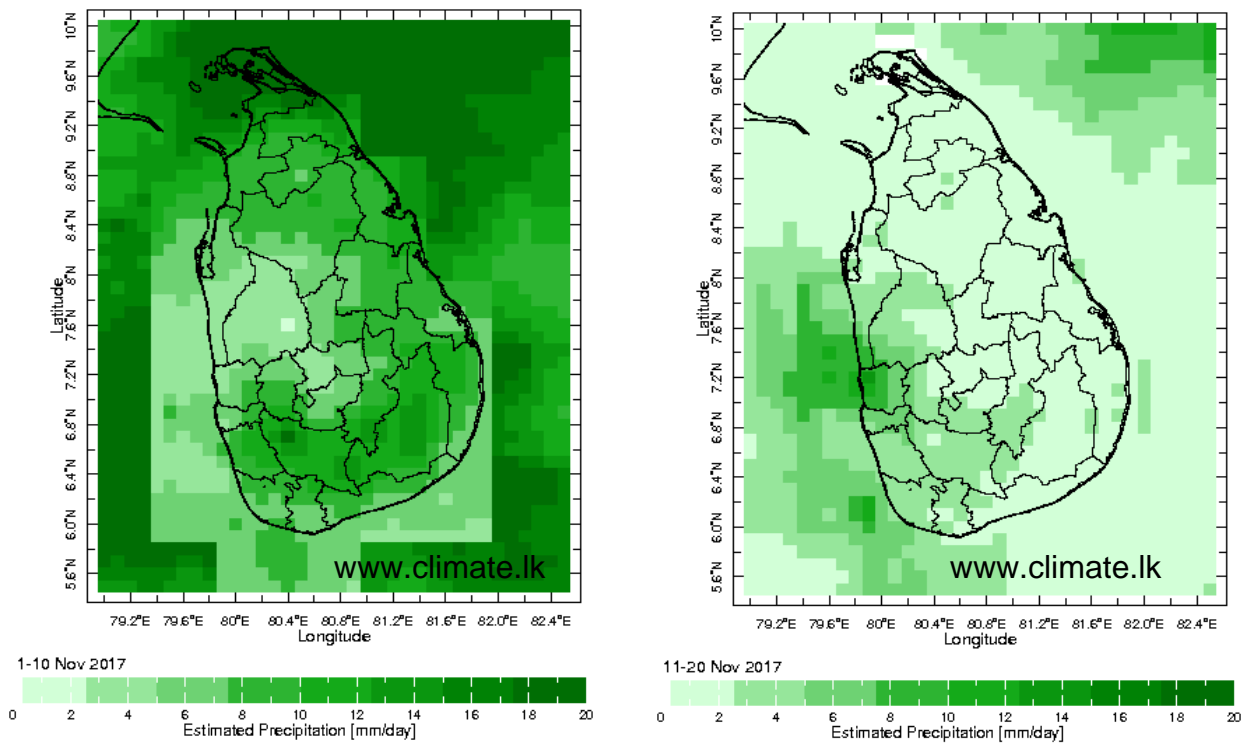 10°N
9.6°N
9.2°N
8.8°N
8.4°N
8°N
7.6°N
7.2°N
6.8°N
6.4°N
6.0°N
5.6°N
Latitude
www.climate.lk
79.2°E 79.6°E 80°E 80.4°E 80.8°E 81.2°E 81.6°E 82.0°E 82.4°E
Longitude
1-10 Nov 2017
0 2 4 6 8 10 12 14 16 18 20
Estimated Precipitation [mm/day]
10°N
9.6°N
9.2°N
8.8°N
8.4°N
8°N
7.6°N
7.2°N
6.8°N
6.4°N
6.0°N
5.6°N
Latitude
www.climate.lk
79.2°E 79.6°E 80°E 80.4°E 80.8°E 81.2°E 81.6°E 82.0°E 82.4°E
Longitude
11-20 Nov 2017
0 2 4 6 8 10 12 14 16 18 20
Estimated Precipitation [mm/day]